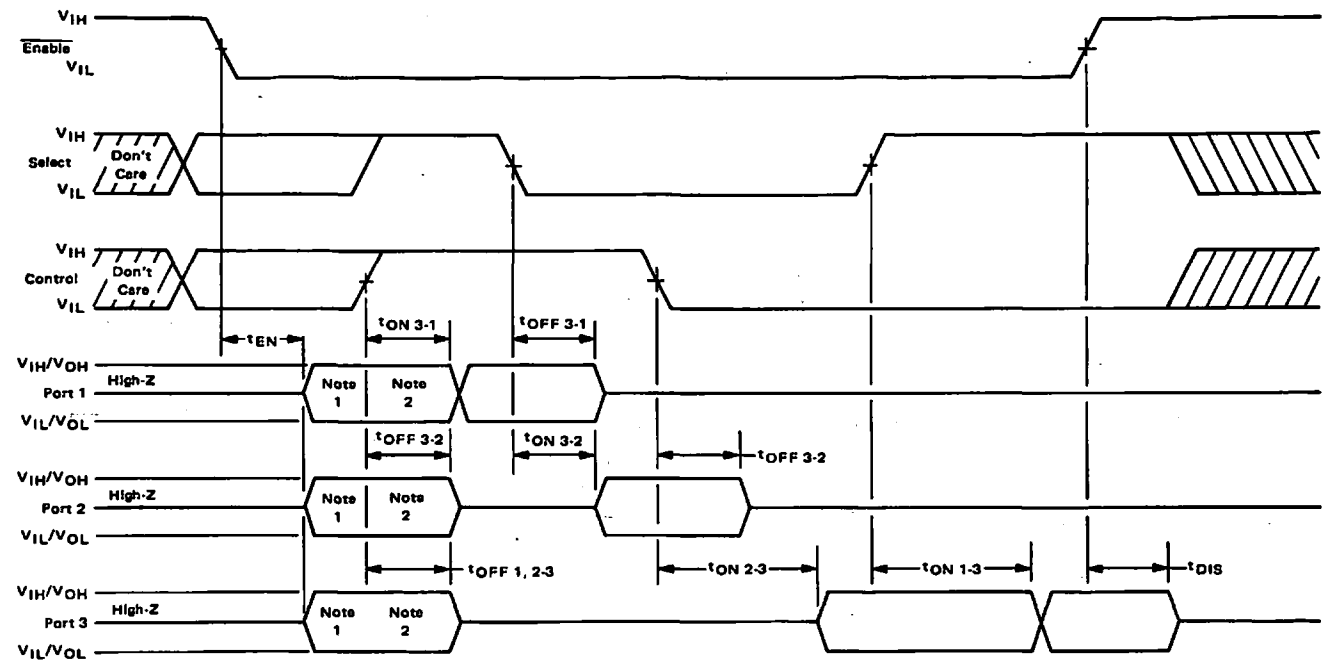 VIH
Enable
VIL
VIH
Select
Don't
Care
VIL
VIH
Control
Don't
Care
VIL
tON 3-1
tOFF 3-1
tEN
VIH/VOH
High-Z
Port 1
Note
1
Note
2
VIL/VOL
tOFF 3-2
tON 3-2
tOFF 3-2
VIH/VOH
High-Z
Port 2
Note
1
Note
2
VIL/VOL
tOFF 1, 2-3
tON 2-3
tON 1-3
tDIS
VIH/VOH
High-Z
Port 3
Note
1
Note
2
VIL/VOL